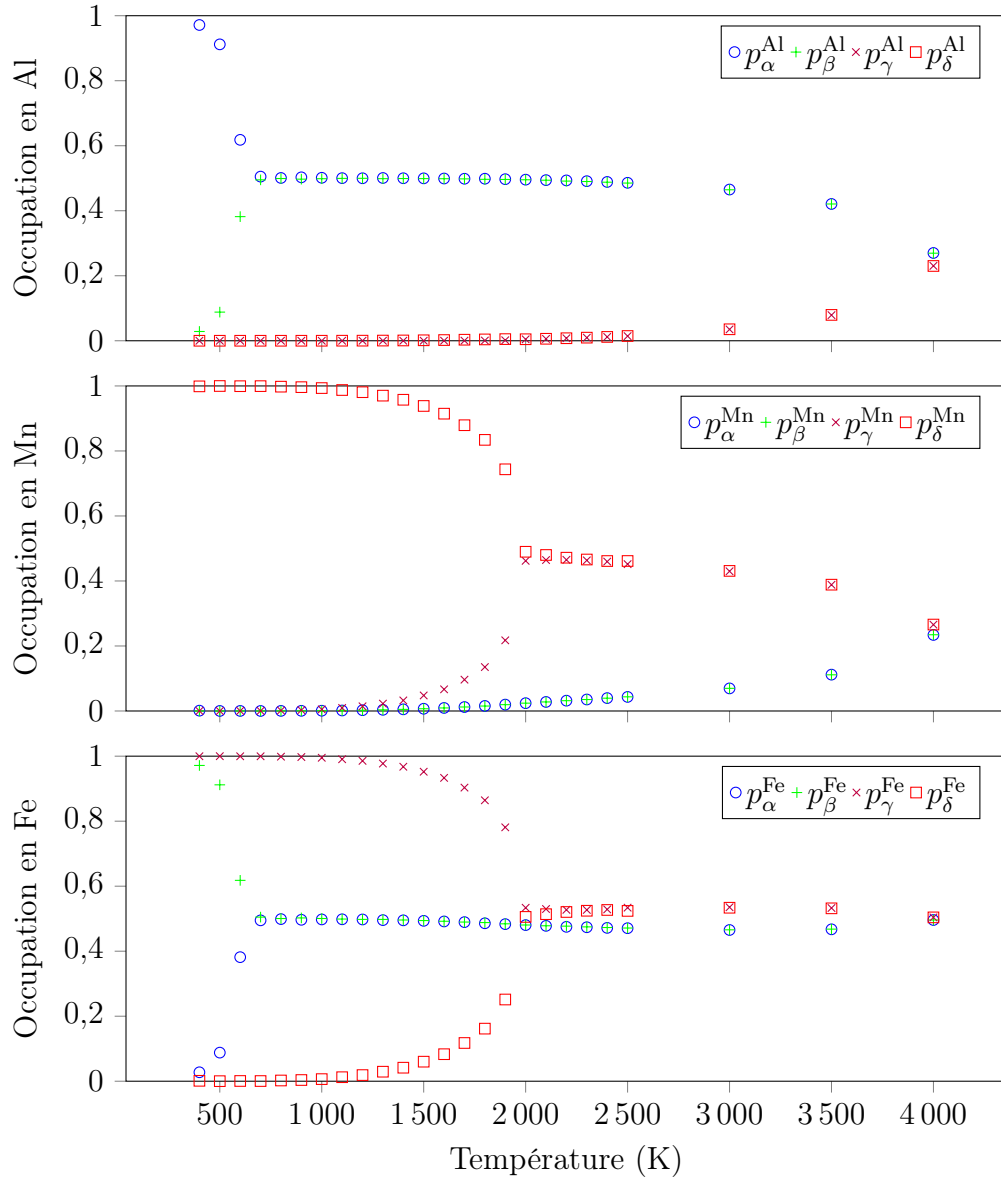 1
0,8
0,6
0,4
0,2
0
Occupation en Al
p_α^Al p_β^Al p_γ^Al p_δ^Al
1
0,8
0,6
0,4
0,2
0
Occupation en Mn
p_α^Mn p_β^Mn p_γ^Mn p_δ^Mn
1
0,8
0,6
0,4
0,2
0
Occupation en Fe
p_α^Fe p_β^Fe p_γ^Fe p_δ^Fe
500 1 000 1 500 2 000 2 500 3 000 3 500 4 000
Température (K)